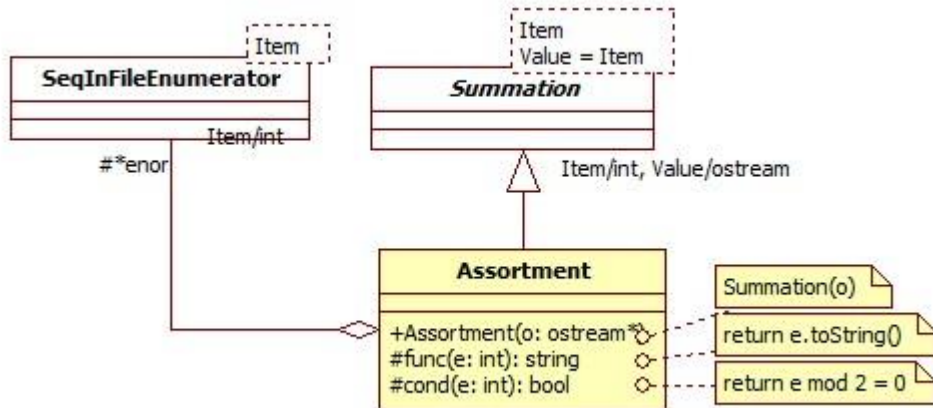 Item
SeqInFileEnumerator
Item/int
#*enor
Item
Value = Item
Summation
Item/int, Value/ostream
Assortment
+Assortment(o: ostream*)
#func(e: int): string
#cond(e: int): bool
Summation(o)
return e.toString()
return e mod 2 = 0